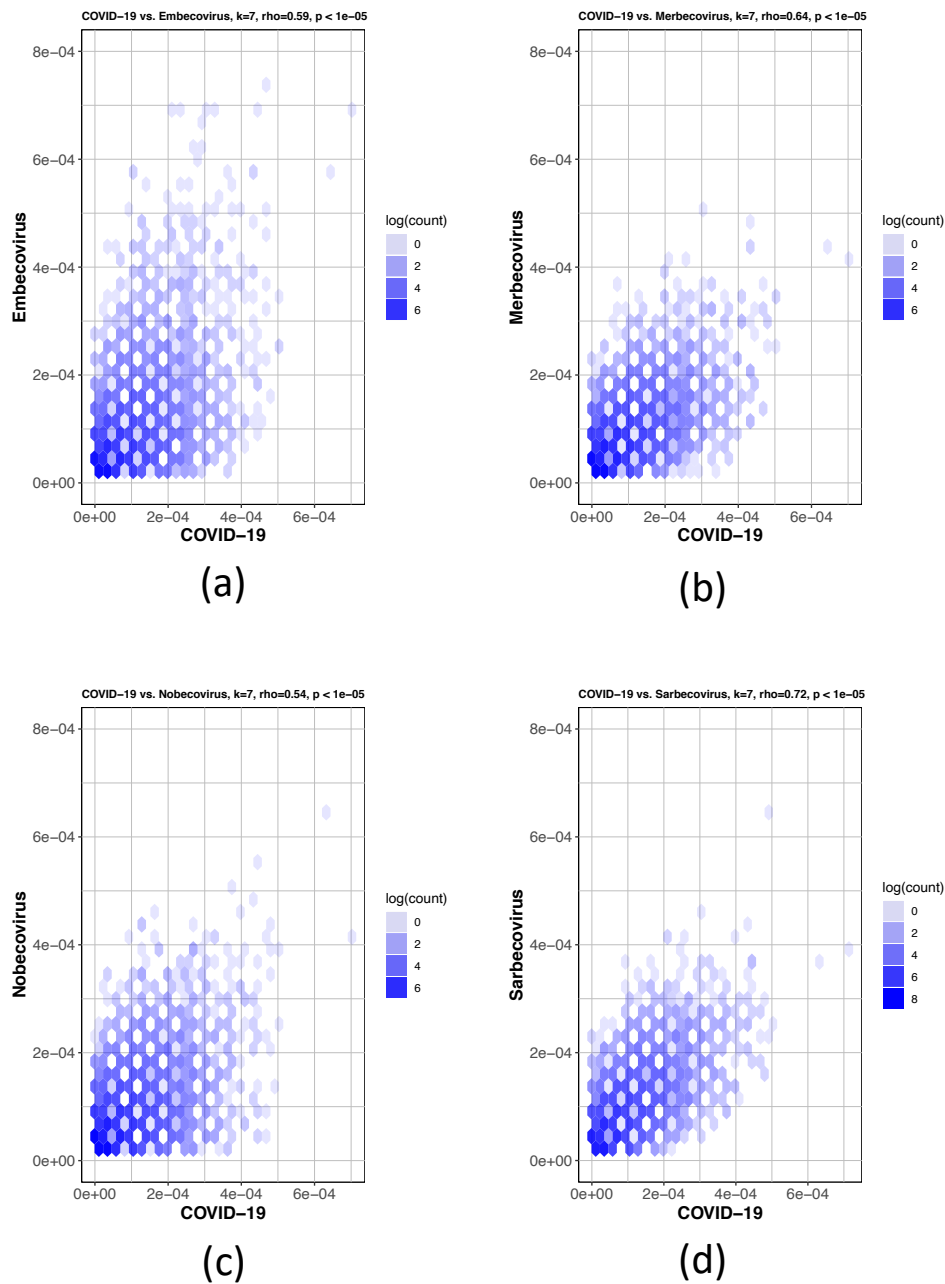 COVID−19 vs. Embecovirus, k=7, rho=0.59, p < 1e−05
8e−04
6e−04
4e−04
2e−04
0e+00
Embecovirus
0e+00 2e−04 4e−04 6e−04
COVID−19
log(count)
0
2
4
6
(a)
COVID−19 vs. Merbecovirus, k=7, rho=0.64, p < 1e−05
8e−04
6e−04
4e−04
2e−04
0e+00
Merbecovirus
0e+00 2e−04 4e−04 6e−04
COVID−19
log(count)
0
2
4
6
(b)
COVID−19 vs. Nobecovirus, k=7, rho=0.54, p < 1e−05
8e−04
6e−04
4e−04
2e−04
0e+00
Nobecovirus
0e+00 2e−04 4e−04 6e−04
COVID−19
log(count)
0
2
4
6
(c)
COVID−19 vs. Sarbecovirus, k=7, rho=0.72, p < 1e−05
8e−04
6e−04
4e−04
2e−04
0e+00
Sarbecovirus
0e+00 2e−04 4e−04 6e−04
COVID−19
log(count)
0
2
4
6
8
(d)